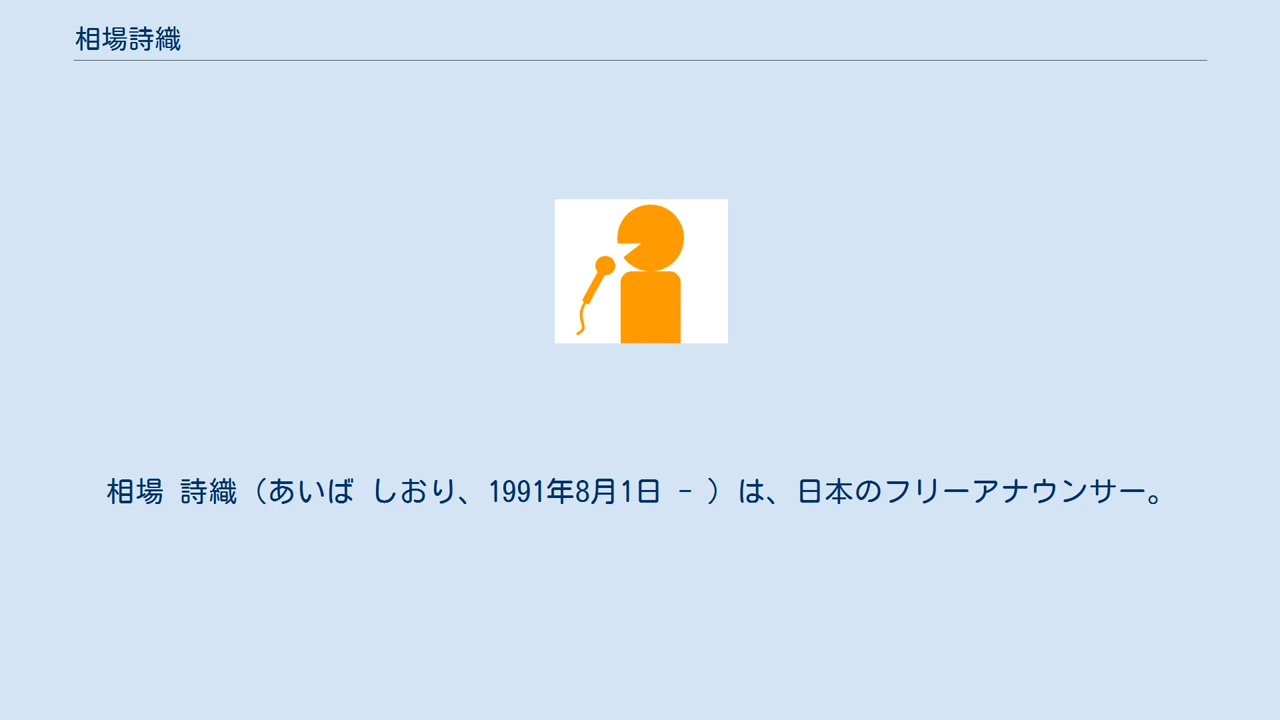 相場詩織
相場 詩織（あいば しおり、1991年8月1日 - ）は、日本のフリーアナウンサー。